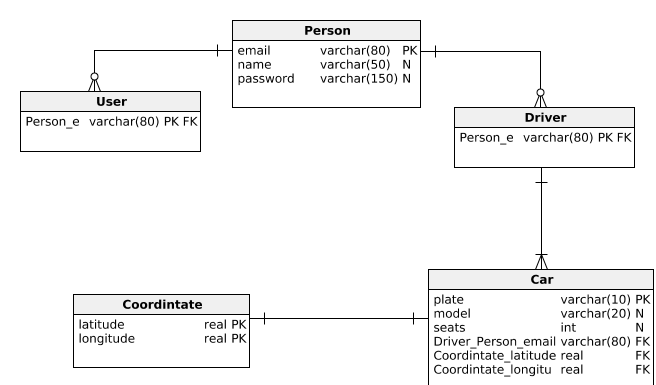 Person
email varchar(80) PK
name varchar(50) N
password varchar(150) N
User
Person_e varchar(80) PK FK
Driver
Person_e varchar(80) PK FK
Car
plate varchar(10) PK
model varchar(20) N
seats int N
Driver_Person_email varchar(80) FK
Coordintate_latitude real FK
Coordintate_longitu real FK
Coordintate
latitude real PK
longitude real PK